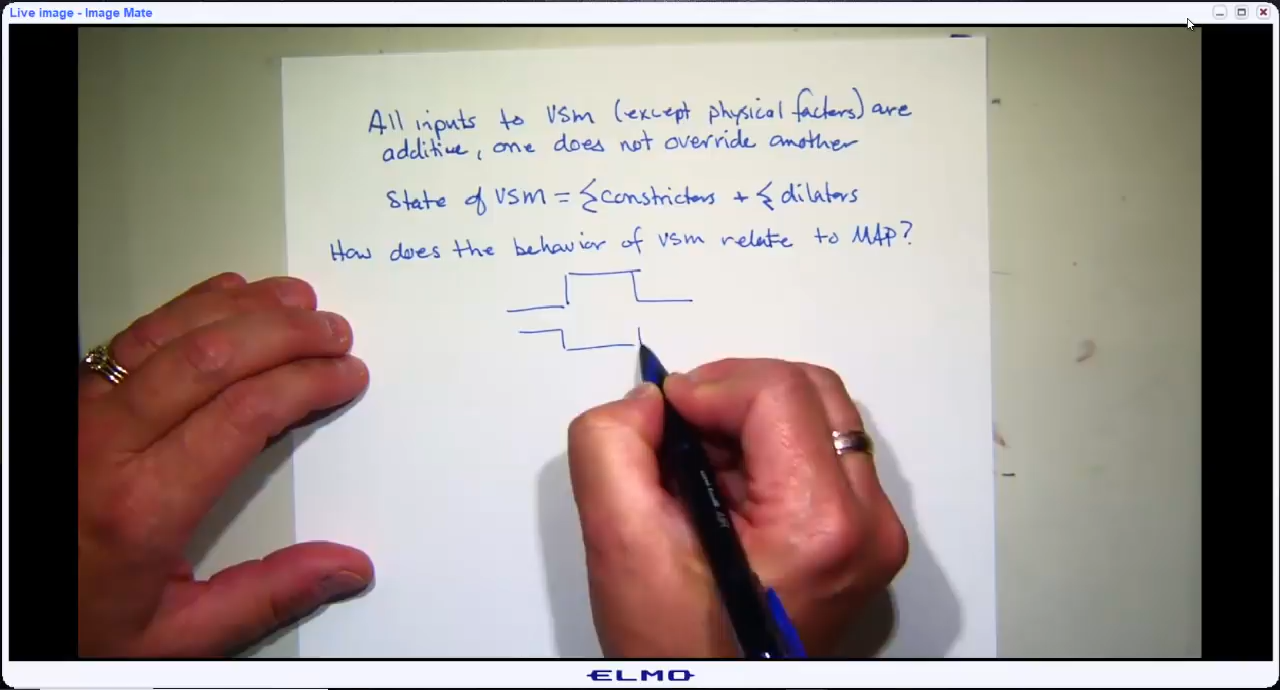 Live image - Image Mate
All inputs to VSM (except physical factors) are
additive, one does not override another
State of VSM = Σconstrictors + Σdilators
How does the behavior of VSM relate to MAP?
ELMO